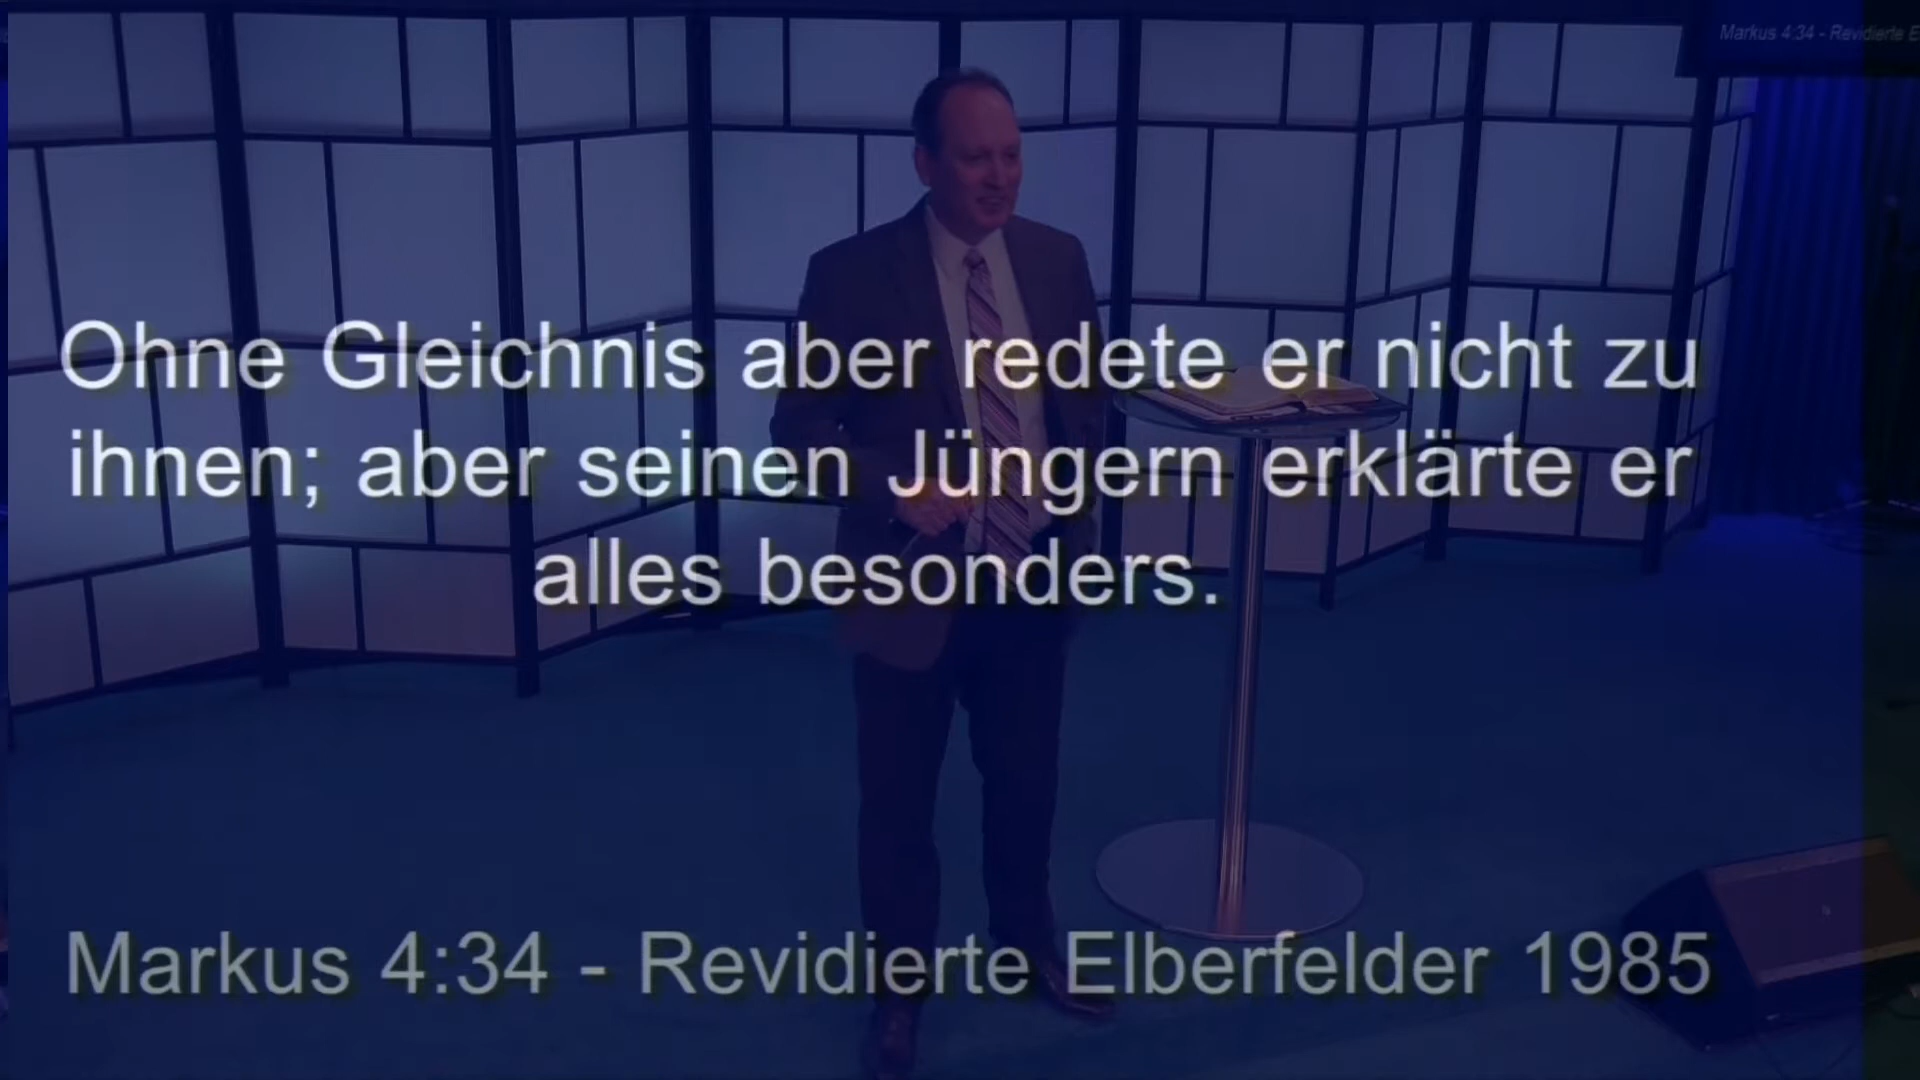 Markus 4:34 - Revidierte E
Ohne Gleichnis aber redete er nicht zu
ihnen; aber seinen Jüngern erklärte er
alles besonders.
Markus 4:34 - Revidierte Elberfelder 1985